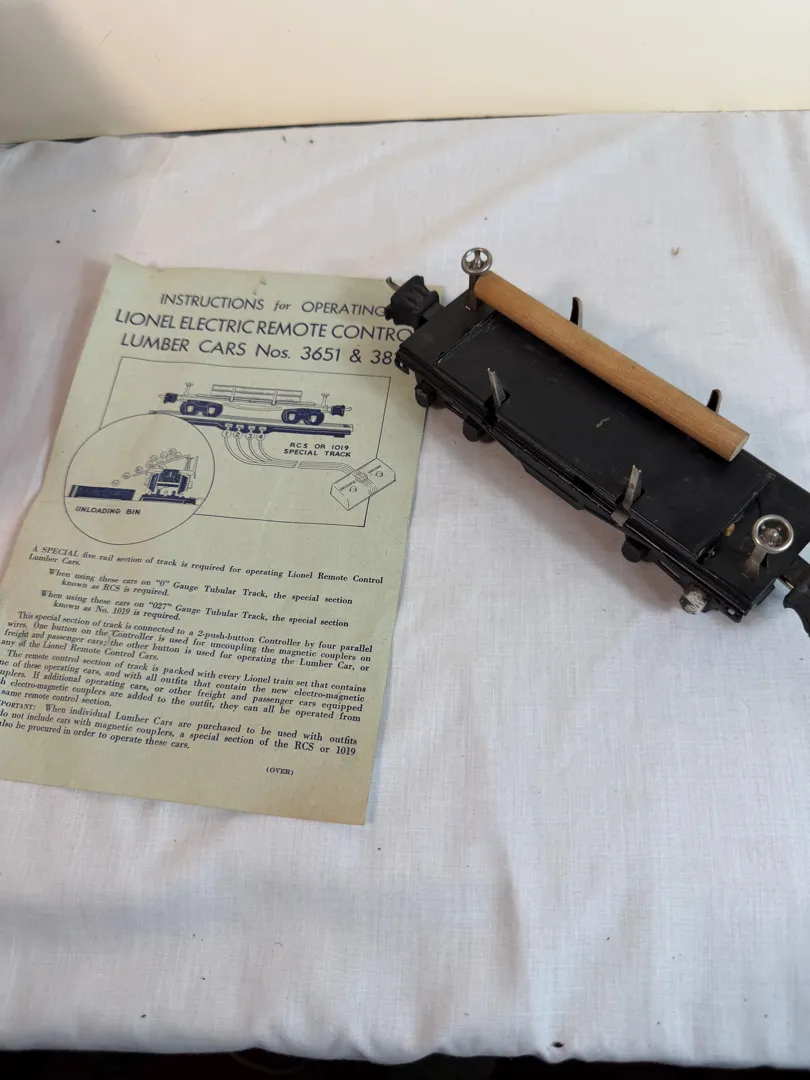 INSTRUCTIONS for OPERATING
LIONEL ELECTRIC REMOTE CONTRO
LUMBER CARS Nos. 3651 & 38
RCS OR 1019
SPECIAL TRACK
UNLOADING BIN
A SPECIAL five rail section of track is required for operating Lionel Remote Control
Lumber Cars.
When using these cars on "0" Gauge Tubular Track, the special section
known as RCS is required.
When using these cars on "027" Gauge Tubular Track, the special section
known as No. 1019 is required.
This special section of track is connected to a 2-push-button Controller by four parallel
wires. One button on the Controller is used for uncoupling the magnetic couplers on
freight and passenger cars; the other button is used for operating the Lumber Car, or
any of the Lionel Remote Control Cars.
The remote control section of track is packed with every Lionel train set that contains
ne of these operating cars, and with all outfits that contain the new electro-magnetic
uplers. If additional operating cars, or other freight and passenger cars equipped
h electro-magnetic couplers are added to the outfit, they can all be operated from
same remote control section.
PORTANT: When individual Lumber Cars are purchased to be used with outfits
do not include cars with magnetic couplers, a special section of the RCS or 1019
lso be procured in order to operate these cars.
(OVER)